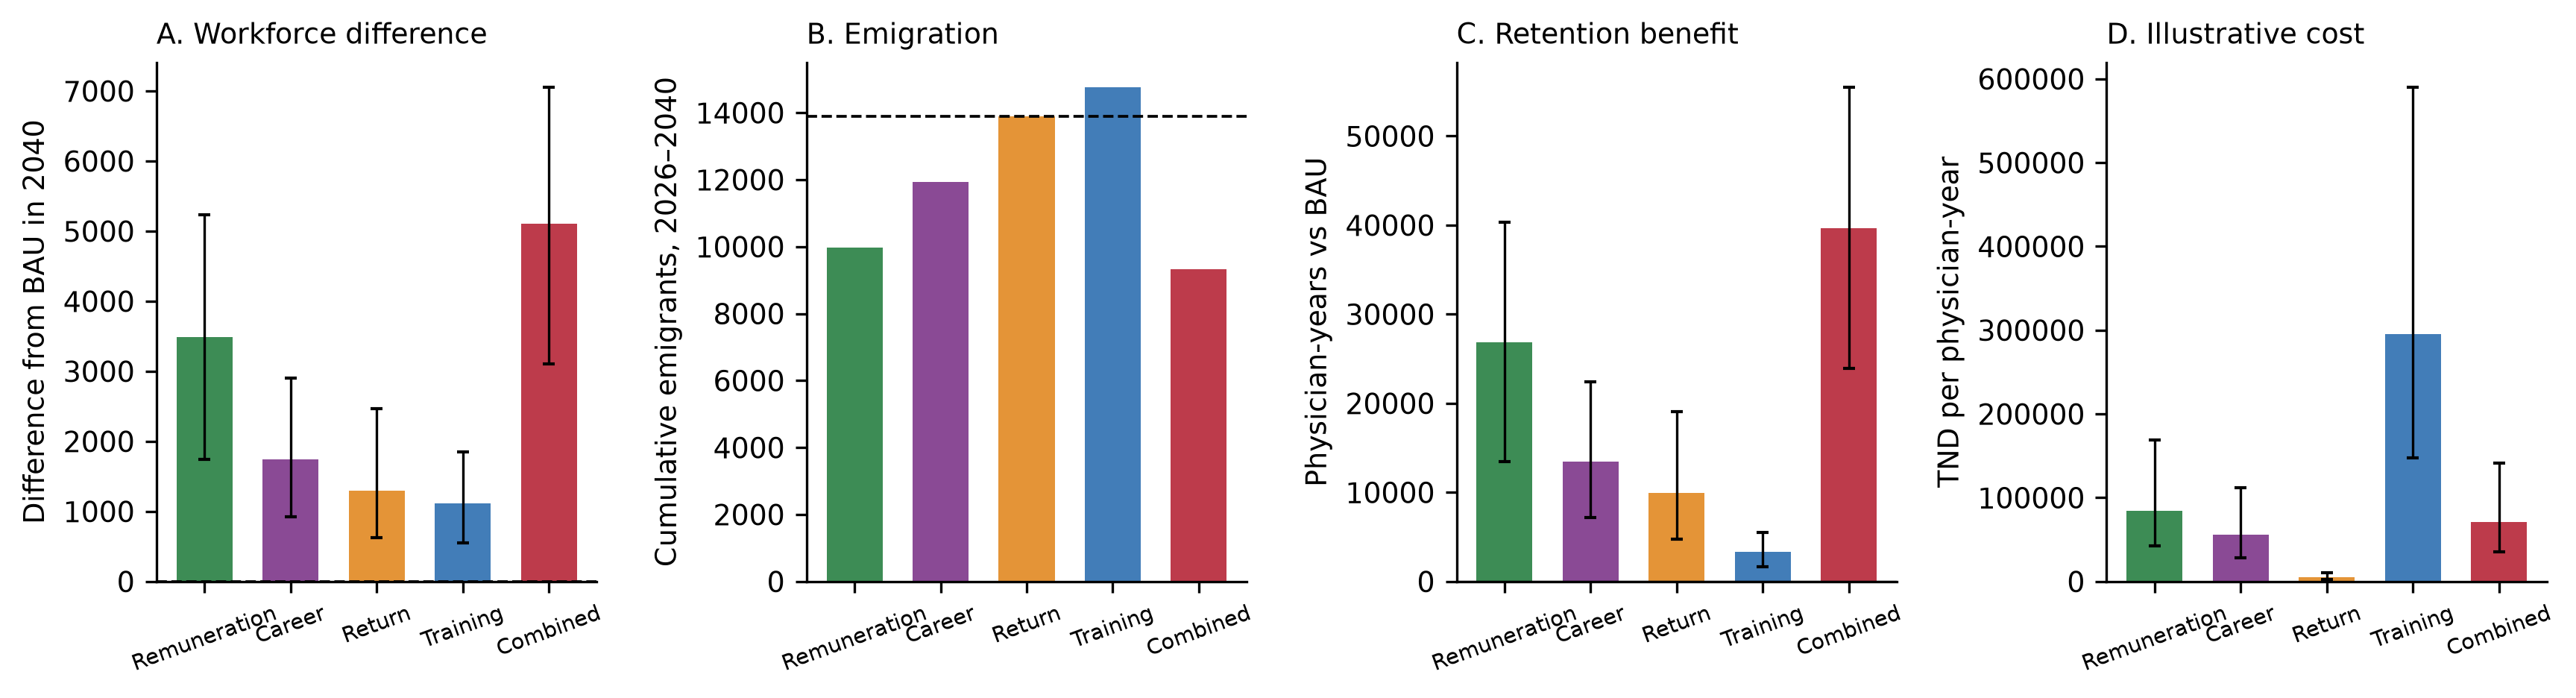 A. Workforce difference
Difference from BAU in 2040
7000
6000
5000
4000
3000
2000
1000
0
Remuneration
Career
Return
Training
Combined
B. Emigration
Cumulative emigrants, 2026–2040
14000
12000
10000
8000
6000
4000
2000
0
Remuneration
Career
Return
Training
Combined
C. Retention benefit
Physician-years vs BAU
50000
40000
30000
20000
10000
0
Remuneration
Career
Return
Training
Combined
D. Illustrative cost
TND per physician-year
600000
500000
400000
300000
200000
100000
0
Remuneration
Career
Return
Training
Combined